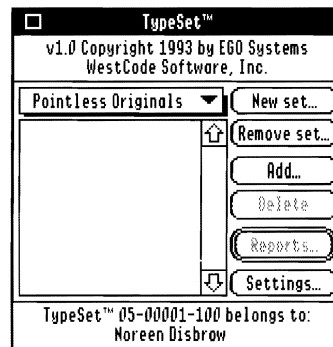 TypeSet™
v1.0 Copyright 1993 by EGO Systems
WestCode Software, Inc.
Pointless Originals
New set...
Remove set...
Add...
Delete
Reports...
Settings...
TypeSet™ 05-00001-100 belongs to:
Noreen Disbrow